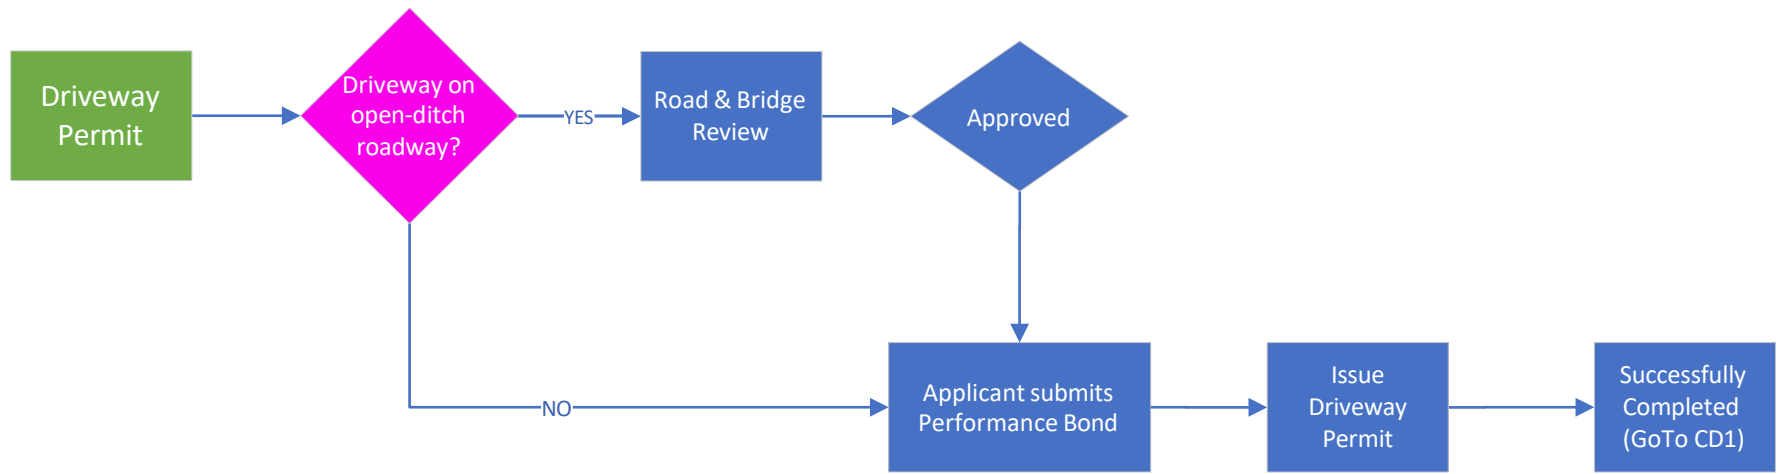 Driveway
Permit
Driveway on
open-ditch
roadway?
YES
Road & Bridge
Review
Approved
NO
Applicant submits
Performance Bond
Issue
Driveway
Permit
Successfully
Completed
(GoTo CD1)